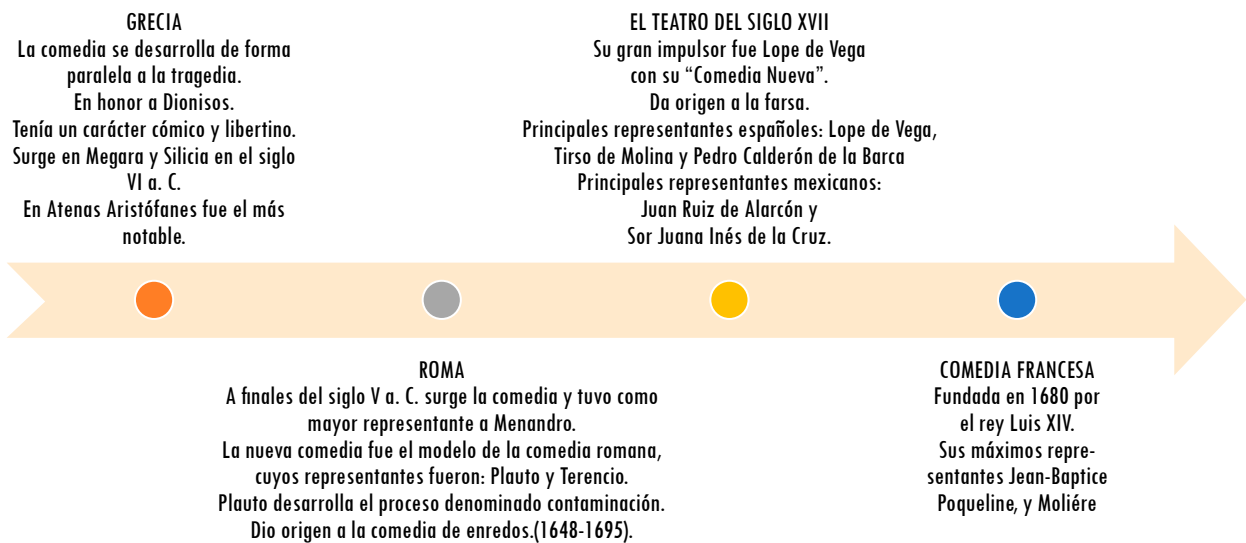 GRECIA
La comedia se desarrolla de forma
paralela a la tragedia.
En honor a Dionisos.
Tenía un carácter cómico y libertino.
Surge en Megara y Silicia en el siglo
VI a. C.
En Atenas Aristófanes fue el más
notable.
ROMA
A finales del siglo V a. C. surge la comedia y tuvo como
mayor representante a Menandro.
La nueva comedia fue el modelo de la comedia romana,
cuyos representantes fueron: Plauto y Terencio.
Plauto desarrolla el proceso denominado contaminación.
Dio origen a la comedia de enredos.(1648-1695).
EL TEATRO DEL SIGLO XVII
Su gran impulsor fue Lope de Vega
con su “Comedia Nueva”.
Da origen a la farsa.
Principales representantes españoles: Lope de Vega,
Tirso de Molina y Pedro Calderón de la Barca
Principales representantes mexicanos:
Juan Ruiz de Alarcón y
Sor Juana Inés de la Cruz.
COMEDIA FRANCESA
Fundada en 1680 por
el rey Luis XIV.
Sus máximos repre-
sentantes Jean-Baptice
Poqueline, y Moliére